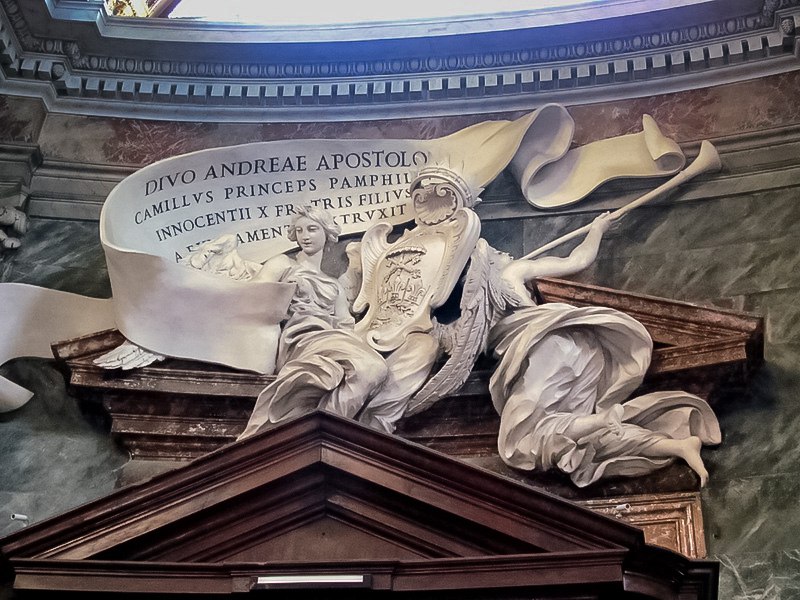 DIVO ANDREAE APOSTOLO
CAMILLVS PRINCEPS PAMPHIL
INNOCENTII X FRATRIS FILIVS
A